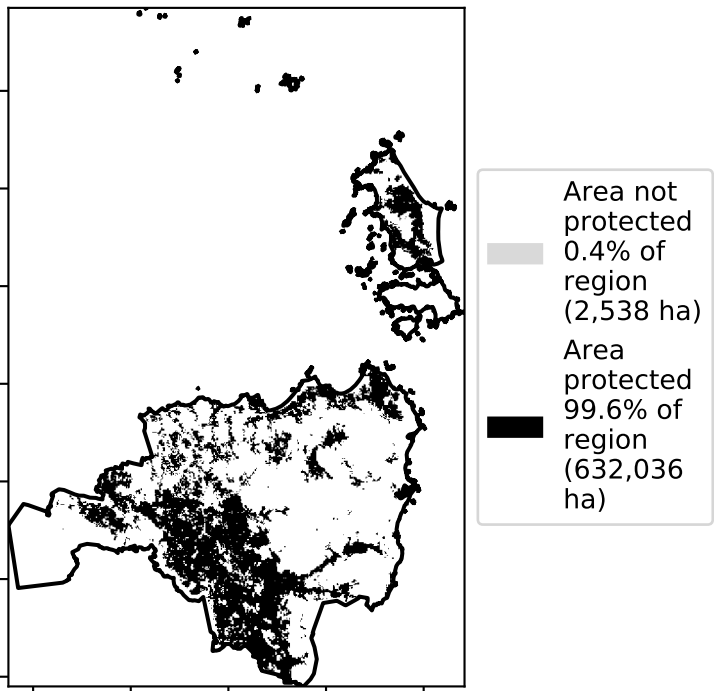 Area not
protected
0.4% of
region
(2,538 ha)
Area
protected
99.6% of
region
(632,036
ha)